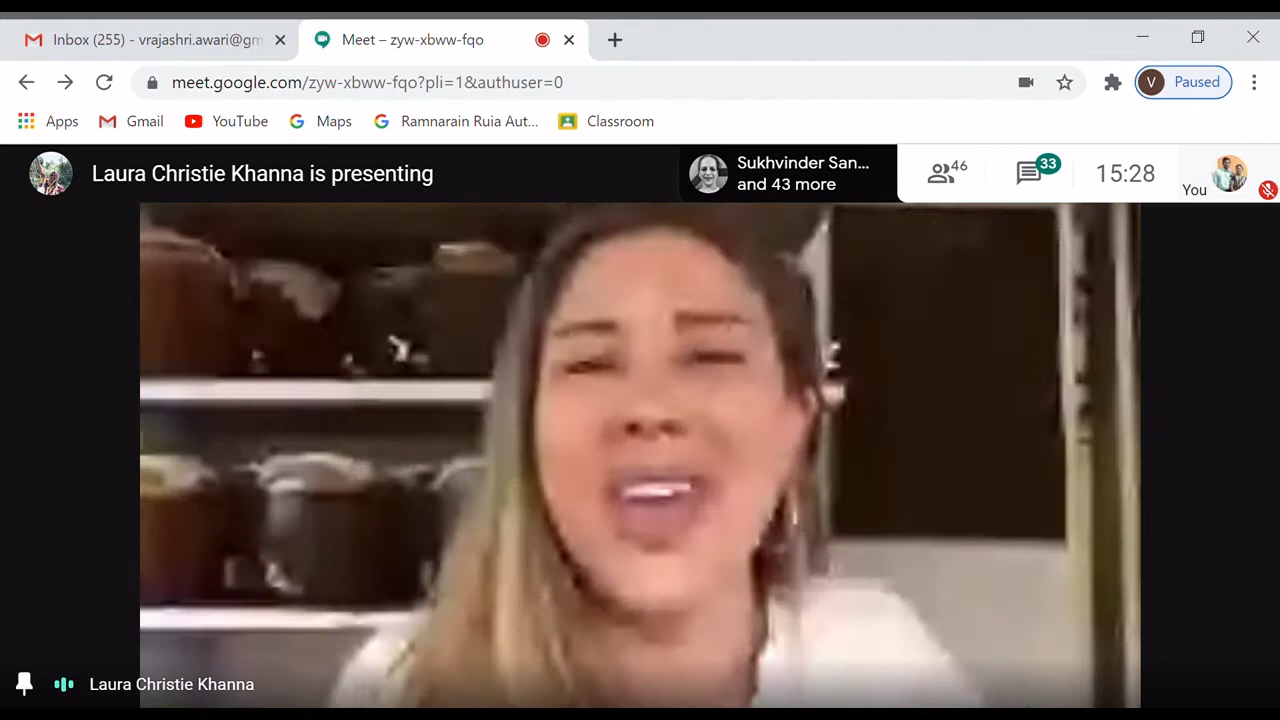 Inbox (255) - vrajashri.awari@gm
Meet – zyw-xbww-fqo
meet.google.com/zyw-xbww-fqo?pli=1&authuser=0
V
Paused
Apps
Gmail
YouTube
Maps
Ramnarain Ruia Aut...
Classroom
Laura Christie Khanna is presenting
Sukhvinder San...
and 43 more
46
33
15:28
You
Laura Christie Khanna